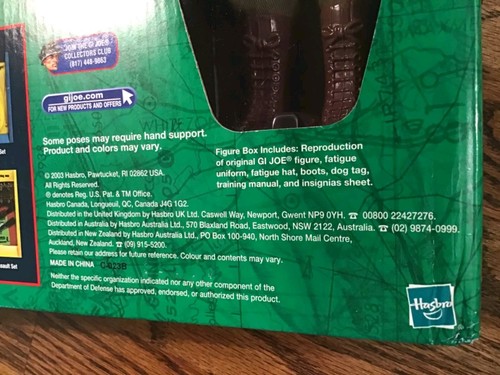 JOIN THE GI JOE®
COLLECTORS CLUB
(817) 448-9863
gijoe.com
FOR NEW PRODUCTS AND OFFERS
Set
Assault Set
Some poses may require hand support.
Product and colors may vary.
Figure Box Includes: Reproduction
of original GI JOE® figure, fatigue
uniform, fatigue hat, boots, dog tag,
training manual, and insignias sheet.
© 2003 Hasbro, Pawtucket, RI 02862 USA.
All Rights Reserved.
® denotes Reg. U.S. Pat. & TM Office.
Hasbro Canada, Longueuil, QC, Canada J4G 1G2.
Distributed in the United Kingdom by Hasbro UK Ltd. Caswell Way, Newport, Gwent NP9 0YH. ☎ 00800 22427276.
Distributed in Australia by Hasbro Australia Ltd., 570 Blaxland Road, Eastwood, NSW 2122, Australia. ☎ (02) 9874-0999.
Distributed in New Zealand by Hasbro Australia Ltd., PO Box 100-940, North Shore Mail Centre,
Auckland, New Zealand. ☎ (09) 915-5200.
Please retain our address for future reference. Colour and contents may vary.
MADE IN CHINA
Neither the specific organization indicated nor any other component of the
Department of Defense has approved, endorsed, or authorized this product.
Hasbro